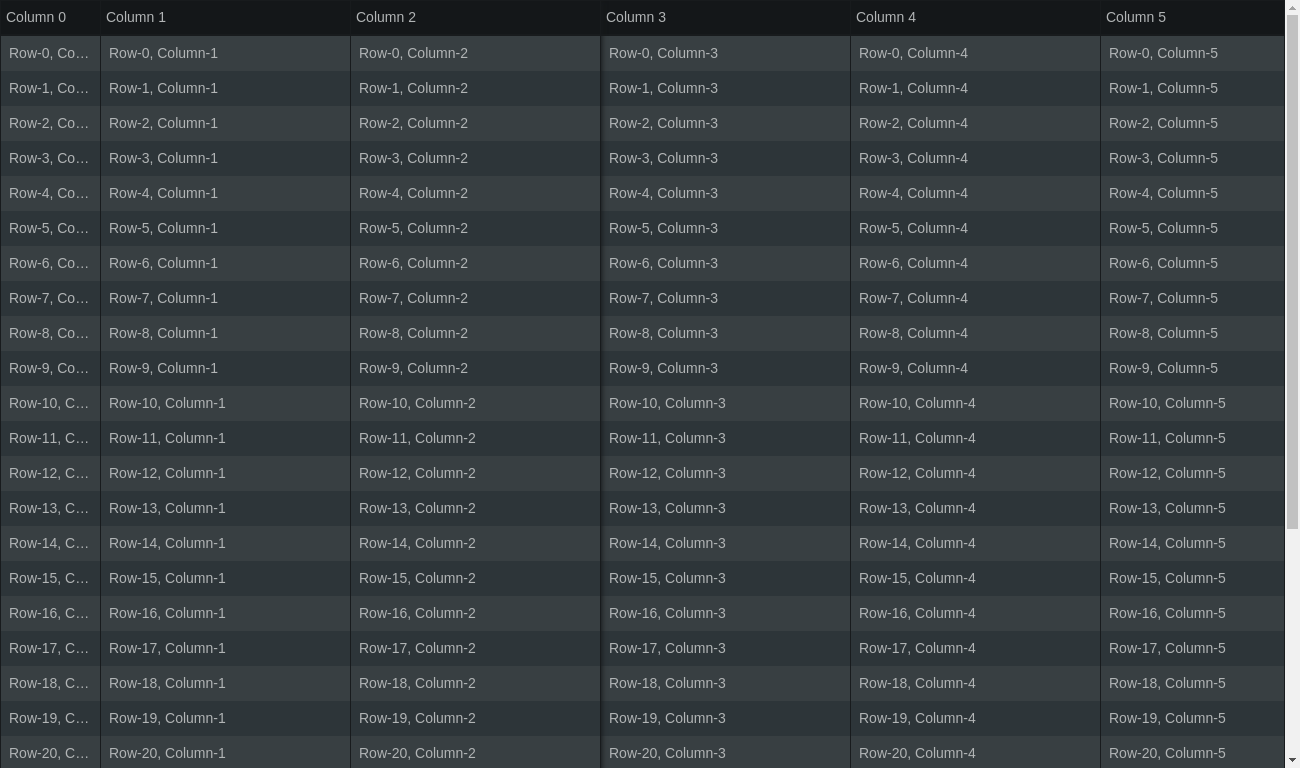 Column 0 Column 1 Column 2 Column 3 Column 4 Column 5
Row-0, Co... Row-0, Column-1 Row-0, Column-2 Row-0, Column-3 Row-0, Column-4 Row-0, Column-5
Row-1, Co... Row-1, Column-1 Row-1, Column-2 Row-1, Column-3 Row-1, Column-4 Row-1, Column-5
Row-2, Co... Row-2, Column-1 Row-2, Column-2 Row-2, Column-3 Row-2, Column-4 Row-2, Column-5
Row-3, Co... Row-3, Column-1 Row-3, Column-2 Row-3, Column-3 Row-3, Column-4 Row-3, Column-5
Row-4, Co... Row-4, Column-1 Row-4, Column-2 Row-4, Column-3 Row-4, Column-4 Row-4, Column-5
Row-5, Co... Row-5, Column-1 Row-5, Column-2 Row-5, Column-3 Row-5, Column-4 Row-5, Column-5
Row-6, Co... Row-6, Column-1 Row-6, Column-2 Row-6, Column-3 Row-6, Column-4 Row-6, Column-5
Row-7, Co... Row-7, Column-1 Row-7, Column-2 Row-7, Column-3 Row-7, Column-4 Row-7, Column-5
Row-8, Co... Row-8, Column-1 Row-8, Column-2 Row-8, Column-3 Row-8, Column-4 Row-8, Column-5
Row-9, Co... Row-9, Column-1 Row-9, Column-2 Row-9, Column-3 Row-9, Column-4 Row-9, Column-5
Row-10, C... Row-10, Column-1 Row-10, Column-2 Row-10, Column-3 Row-10, Column-4 Row-10, Column-5
Row-11, C... Row-11, Column-1 Row-11, Column-2 Row-11, Column-3 Row-11, Column-4 Row-11, Column-5
Row-12, C... Row-12, Column-1 Row-12, Column-2 Row-12, Column-3 Row-12, Column-4 Row-12, Column-5
Row-13, C... Row-13, Column-1 Row-13, Column-2 Row-13, Column-3 Row-13, Column-4 Row-13, Column-5
Row-14, C... Row-14, Column-1 Row-14, Column-2 Row-14, Column-3 Row-14, Column-4 Row-14, Column-5
Row-15, C... Row-15, Column-1 Row-15, Column-2 Row-15, Column-3 Row-15, Column-4 Row-15, Column-5
Row-16, C... Row-16, Column-1 Row-16, Column-2 Row-16, Column-3 Row-16, Column-4 Row-16, Column-5
Row-17, C... Row-17, Column-1 Row-17, Column-2 Row-17, Column-3 Row-17, Column-4 Row-17, Column-5
Row-18, C... Row-18, Column-1 Row-18, Column-2 Row-18, Column-3 Row-18, Column-4 Row-18, Column-5
Row-19, C... Row-19, Column-1 Row-19, Column-2 Row-19, Column-3 Row-19, Column-4 Row-19, Column-5
Row-20, C... Row-20, Column-1 Row-20, Column-2 Row-20, Column-3 Row-20, Column-4 Row-20, Column-5